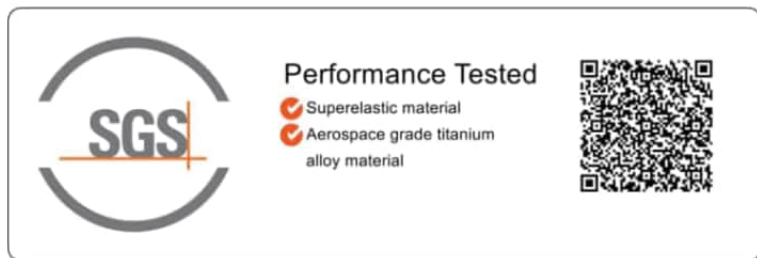 SGS
Performance Tested
Superelastic material
Aerospace grade titanium
alloy material